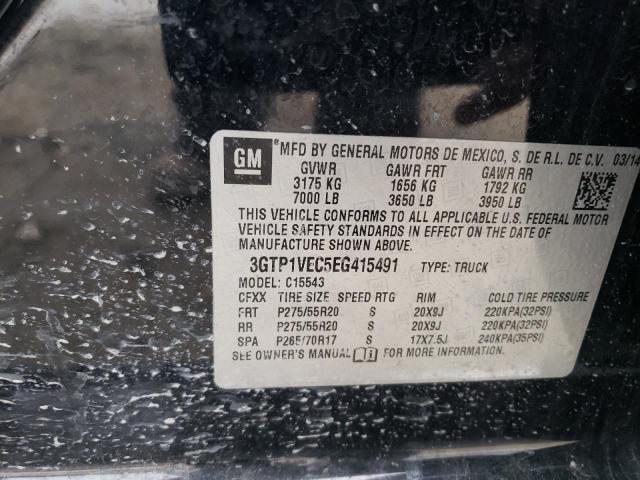 GM
® MFD BY GENERAL MOTORS DE MEXICO, S. DE R.L. DE C.V. 03/14
GVWR GAWR FRT GAWR RR
3175 KG 1656 KG 1792 KG
7000 LB 3650 LB 3950 LB
THIS VEHICLE CONFORMS TO ALL APPLICABLE U.S. FEDERAL MOTOR
VEHICLE SAFETY STANDARDS IN EFFECT ON THE DATE OF
MANUFACTURE SHOWN ABOVE.
3GTP1VEC5EG415491 TYPE: TRUCK
MODEL: C15543
CFXX TIRE SIZE SPEED RTG RIM COLD TIRE PRESSURE
FRT P275/55R20 S 20X9J 220KPA(32PSI)
RR P275/55R20 S 20X9J 220KPA(32PSI)
SPA P265/70R17 S 17X7.5J 240KPA(35PSI)
SEE OWNER'S MANUAL FOR MORE INFORMATION.